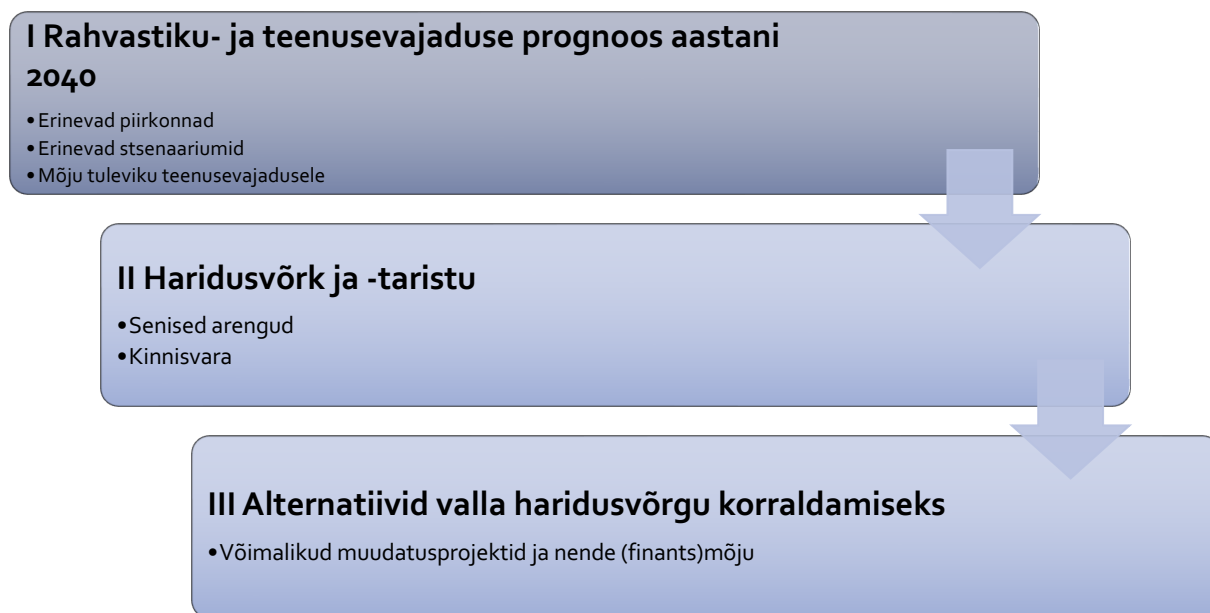 I Rahvastiku- ja teenusevajaduse prognoos aastani
2040
•Erinevad piirkonnad
•Erinevad stsenaariumid
•Mõju tuleviku teenusevajadusele
II Haridusvõrk ja -taristu
•Senised arengud
•Kinnisvara
III Alternatiivid valla haridusvõrgu korraldamiseks
•Võimalikud muudatusprojektid ja nende (finants)mõju